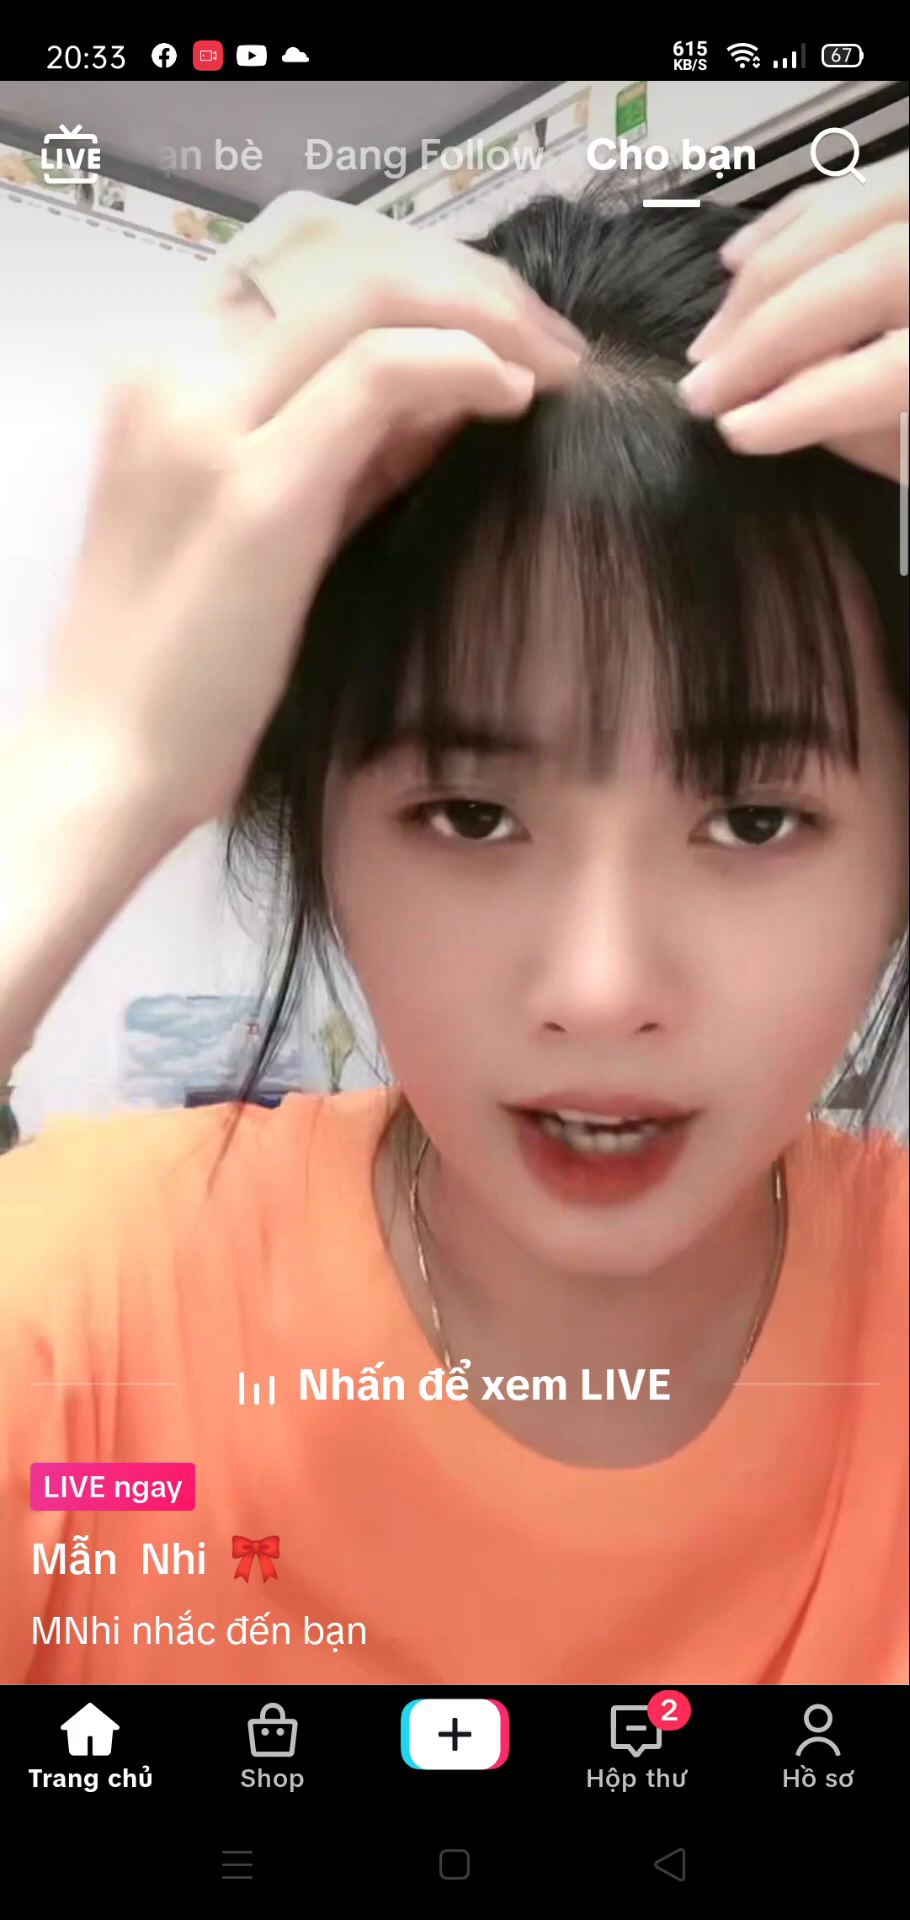 20:33
615
KB/S
67
LIVE
ạn bè Đang Follow Cho bạn
Nhấn để xem LIVE
LIVE ngay
Mẫn Nhi 🎀
MNhi nhắc đến bạn
2
Trang chủ Shop Hộp thư Hồ sơ